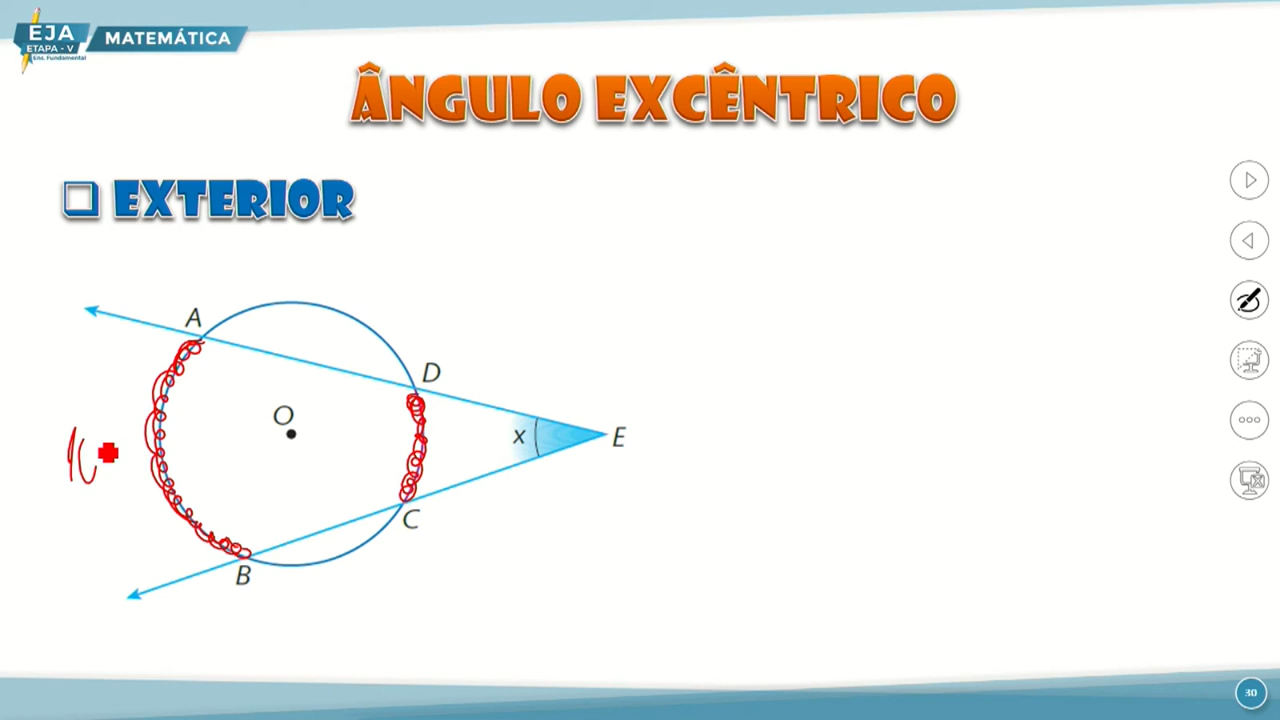 EJA
ETAPA - V
Ens. Fundamental
MATEMÁTICA
ÂNGULO EXCÊNTRICO
EXTERIOR
A
D
O
x
E
C
B
30